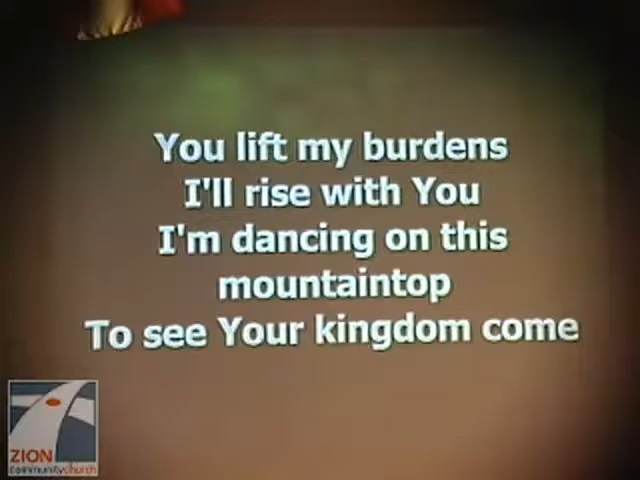 You lift my burdens
I'll rise with You
I'm dancing on this
mountaintop
To see Your kingdom come
ZION
communitychurch